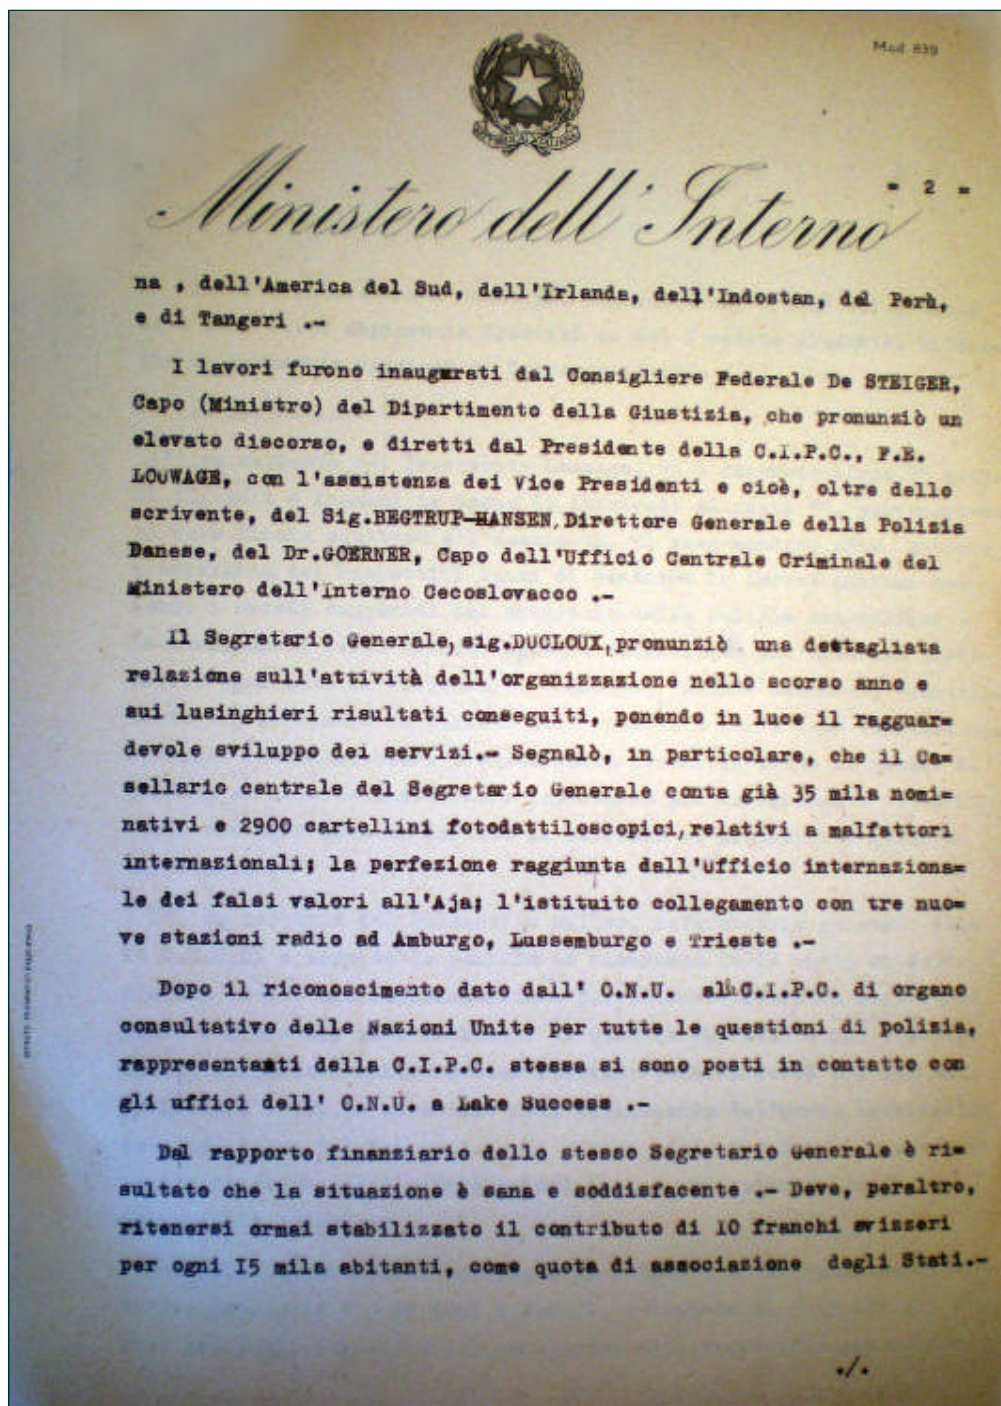 Mod. 839
REPUBBLICA ITALIANA
= 2 =
Ministero dell'Interno
na , dell'America del Sud, dell'Irlanda, dell'Indostan, del Perù,
e di Tangeri .-
I lavori furono inaugurati dal Consigliere Federale De STEIGER,
Capo (Ministro) del Dipartimento della Giustizia, che pronunziò un
elevato discorso, e diretti dal Presidente della C.I.P.C., F.E.
LOUWAGE, con l'assistenza dei Vice Presidenti e cioè, oltre dello
scrivente, del Sig.BEGTRUP-HANSEN, Direttore Generale della Polizia
Danese, del Dr.GOERNER, Capo dell'Ufficio Centrale Criminale del
Ministero dell'Interno Cecoslovacco .-
Il Segretario Generale, sig.DUCLOUX, pronunziò una dettagliata
relazione sull'attività dell'organizzazione nello scorso anno e
sui lusinghieri risultati conseguiti, ponendo in luce il ragguar=
devole sviluppo dei servizi.- Segnalò, in particolare, che il Ca=
sellario centrale del Segretario Generale conta già 35 mila nomi=
nativi e 2900 cartellini fotodattiloscopici, relativi a malfattori
internazionali; la perfezione raggiunta dall'Ufficio internaziona=
le dei falsi valori all'Aja; l'istituito collegamento con tre nuo=
ve stazioni radio ad Amburgo, Lussemburgo e Trieste .-
Dopo il riconoscimento dato dall' O.N.U. alla C.I.P.C. di organo
consultativo delle Nazioni Unite per tutte le questioni di polizia,
rappresentanti della C.I.P.C. stessa si sono posti in contatto con
gli uffici dell' O.N.U. a Lake Success .-
Dal rapporto finanziario dello stesso Segretario Generale è ri=
sultato che la situazione è sana e soddisfacente .- Deve, peraltro,
ritenersi ormai stabilizzato il contributo di 10 franchi svizzeri
per ogni I5 mila abitanti, come quota di associazione degli Stati.-
./.